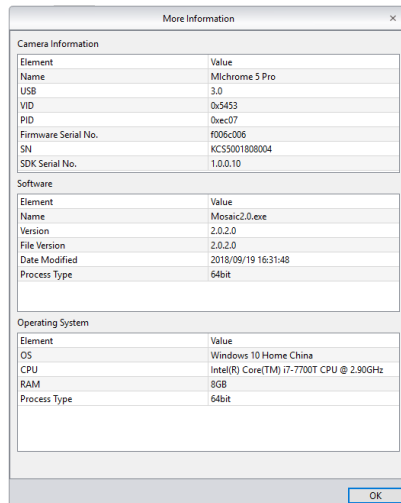 More Information ×
Camera Information
Element Value
Name MIchrome 5 Pro
USB 3.0
VID 0x5453
PID 0xec07
Firmware Serial No. f006c006
SN KCS5001808004
SDK Serial No. 1.0.0.10
Software
Element Value
Name Mosaic2.0.exe
Version 2.0.2.0
File Version 2.0.2.0
Date Modified 2018/09/19 16:31:48
Process Type 64bit
Operating System
Element Value
OS Windows 10 Home China
CPU Intel(R) Core(TM) i7-7700T CPU @ 2.90GHz
RAM 8GB
Process Type 64bit
OK